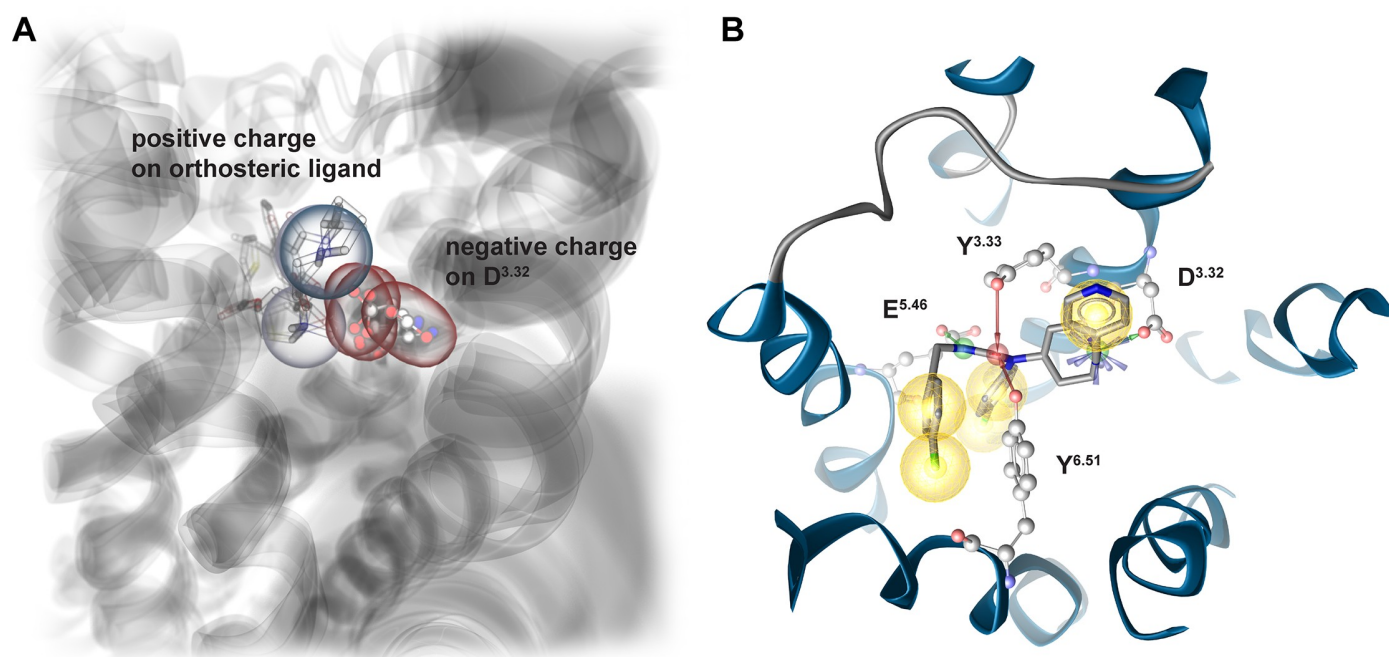 A
positive charge
on orthosteric ligand
negative charge
on D3.32
B
Y3.33
D3.32
E5.46
Y6.51